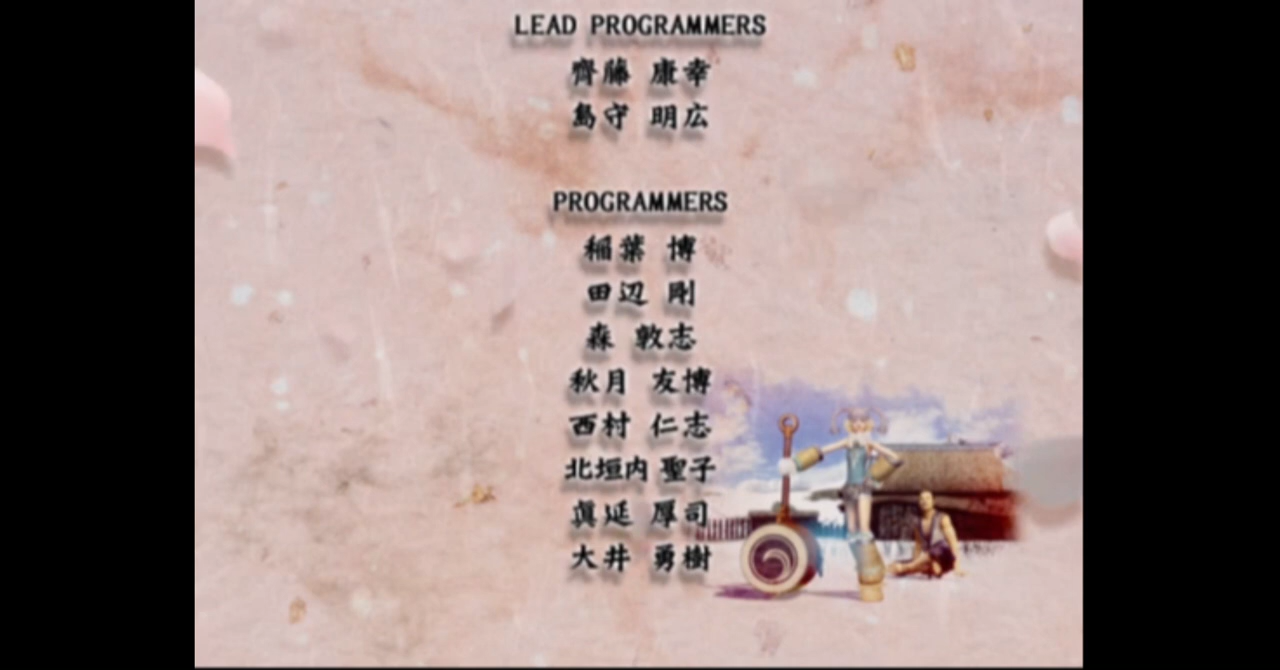 LEAD PROGRAMMERS
齊藤 康幸
島守 明広
PROGRAMMERS
稲葉 博
田辺 剛
森 敦志
秋月 友博
西村 仁志
北垣内 聖子
眞延 厚司
大井 勇樹